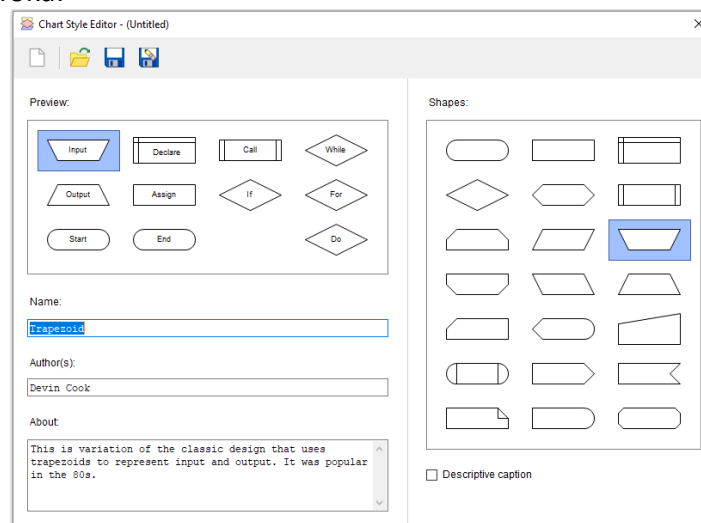 Chart Style Editor - (Untitled)
Preview:
Shapes:
Input
Declare
Call
While
Output
Assign
If
For
Start
End
Do
Name:
Trapezoid
Author(s):
Devin Cook
About:
This is variation of the classic design that uses
trapezoids to represent input and output. It was popular
in the 80s.
Descriptive caption